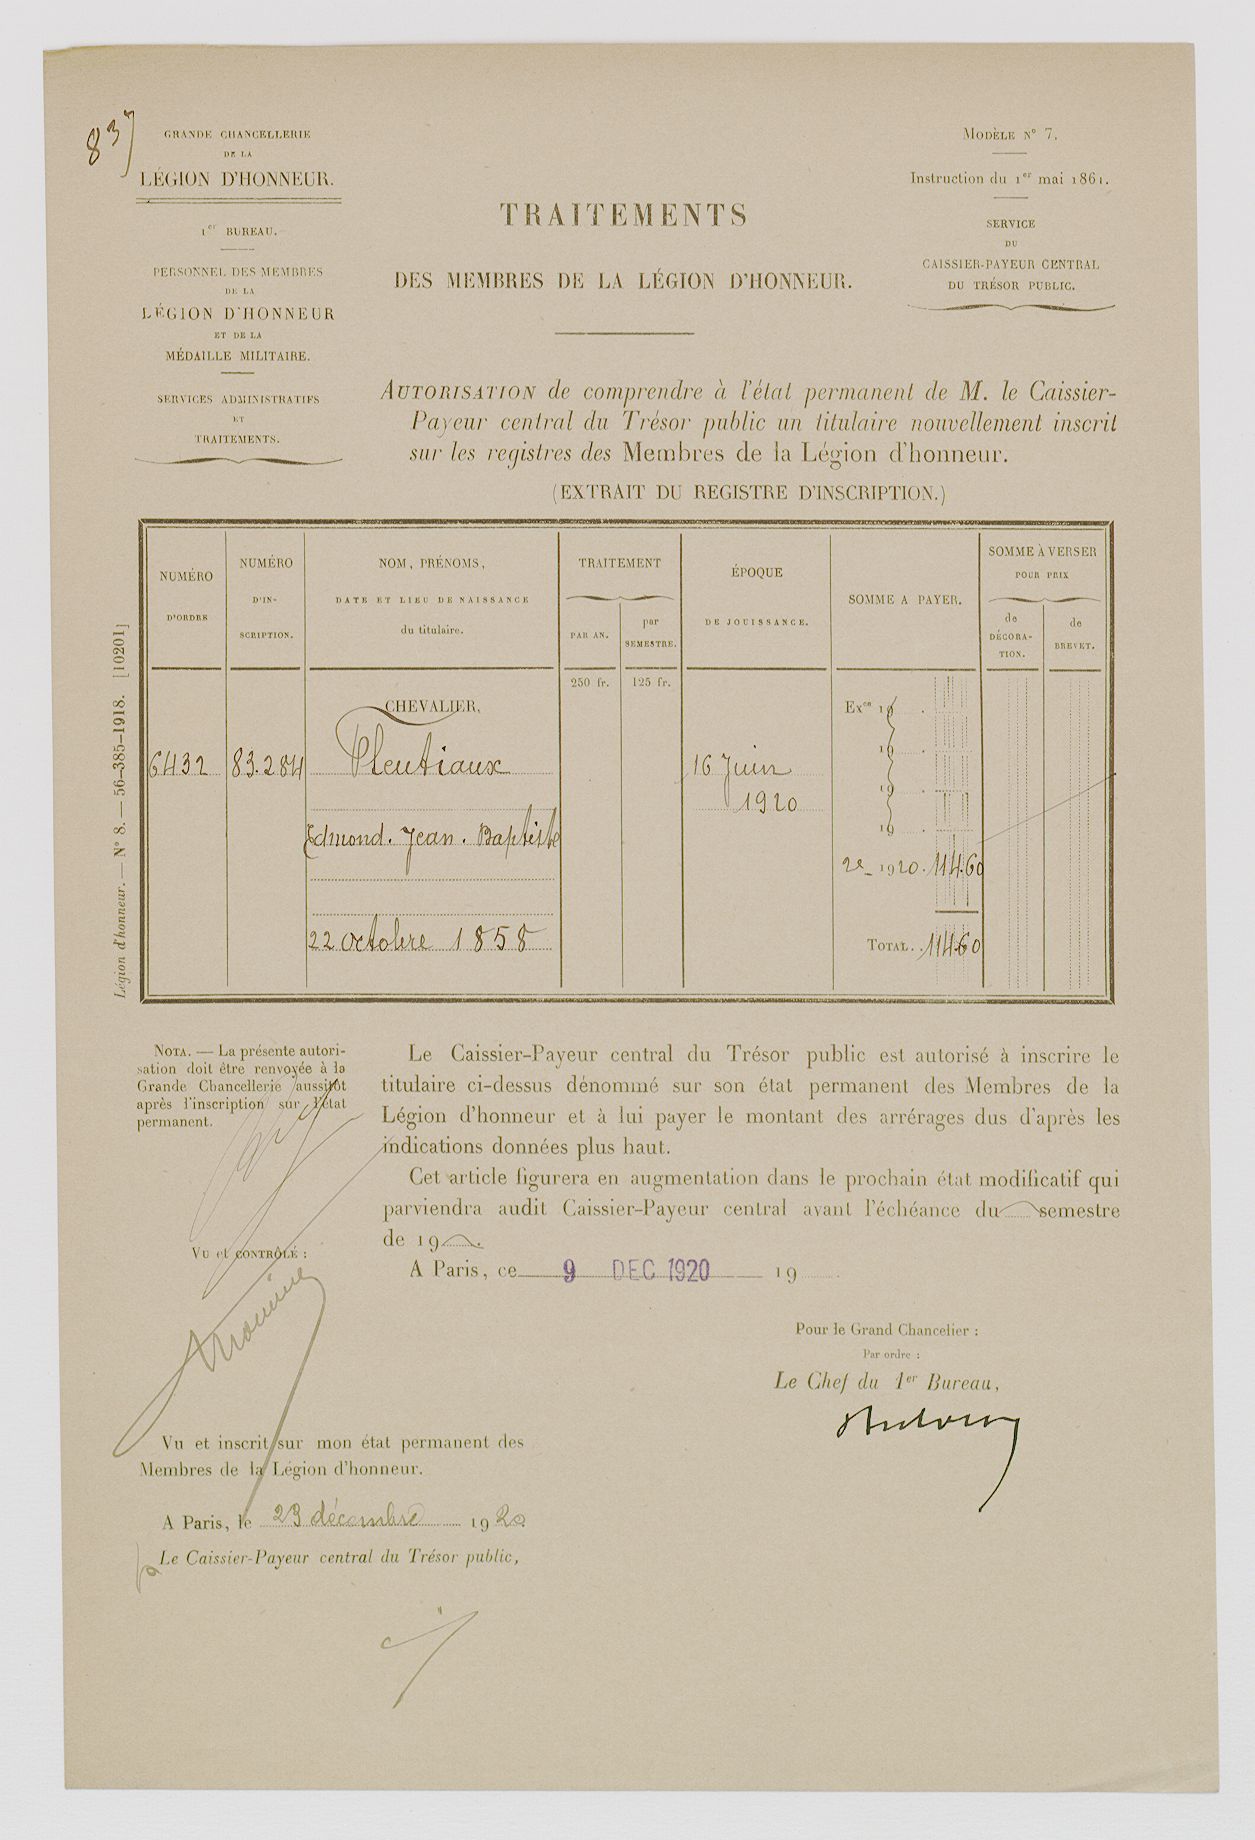 837
GRANDE CHANCELLERIE
DE LA
LÉGION D'HONNEUR.
1er BUREAU.
PERSONNEL DES MEMBRES
DE LA
LÉGION D'HONNEUR
ET DE LA
MÉDAILLE MILITAIRE.
SERVICES ADMINISTRATIFS
ET
TRAITEMENTS.
MODÈLE N° 7.
Instruction du 1er mai 1861.
SERVICE
DU
CAISSIER-PAYEUR CENTRAL
DU TRÉSOR PUBLIC.
TRAITEMENTS
DES MEMBRES DE LA LÉGION D'HONNEUR.
AUTORISATION de comprendre à l'état permanent de M. le Caissier-
Payeur central du Trésor public un titulaire nouvellement inscrit
sur les registres des Membres de la Légion d'honneur.
(EXTRAIT DU REGISTRE D'INSCRIPTION.)
NUMÉRO
D'ORDRE
NUMÉRO
D'IN-
SCRIPTION.
NOM, PRÉNOMS,
DATE ET LIEU DE NAISSANCE
du titulaire.
TRAITEMENT
PAR AN.
par
SEMESTRE.
ÉPOQUE
DE JOUISSANCE.
SOMME A PAYER.
SOMME À VERSER
POUR PRIX
de
DÉCORA-
TION.
de
BREVET.
250 fr. 125 fr.
CHEVALIER,
6432 83.284 Pleutiaux 16 Juin
1920
Edmond. Jean. Baptiste
22 octobre 1858
Exce 19 .
19 .
19 .
19 .
2e 1920. 114.60
TOTAL. . 114.60
Légion d'honneur. — N° 8. — 56-385-1918. [10201]
NOTA. — La présente autori-
sation doit être renvoyée à la
Grande Chancellerie aussitôt
après l'inscription sur l'état
permanent.
Le Caissier-Payeur central du Trésor public est autorisé à inscrire le
titulaire ci-dessus dénommé sur son état permanent des Membres de la
Légion d'honneur et à lui payer le montant des arrérages dus d'après les
indications données plus haut.
Cet article figurera en augmentation dans le prochain état modificatif qui
parviendra audit Caissier-Payeur central avant l'échéance du semestre
de 19 .
A Paris, ce 9 DEC 1920 19
VU et CONTRÔLÉ :
Pour le Grand Chancelier :
Par ordre :
Le Chef du 1er Bureau,
Vu et inscrit sur mon état permanent des
Membres de la Légion d'honneur.
A Paris, le 23 décembre 1920.
Le Caissier-Payeur central du Trésor public,